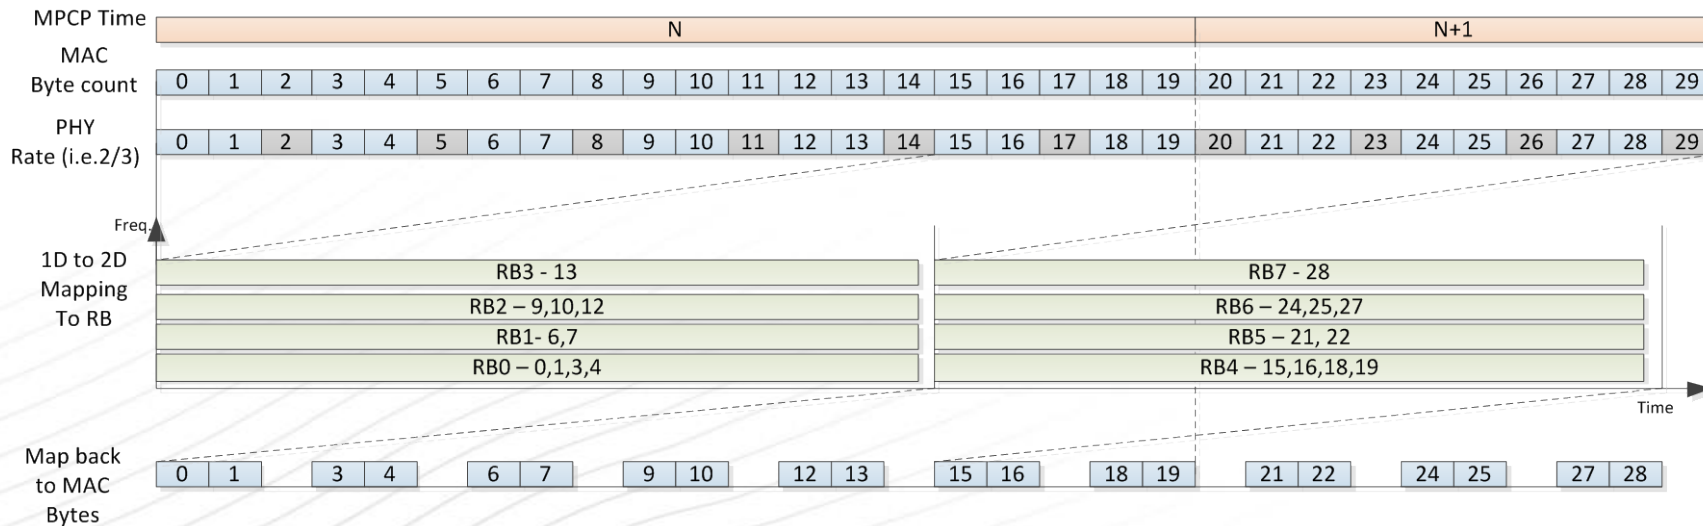 MPCP Time
N
N+1
MAC
Byte count
0 1 2 3 4 5 6 7 8 9 10 11 12 13 14 15 16 17 18 19 20 21 22 23 24 25 26 27 28 29
PHY
Rate (i.e.2/3)
0 1 2 3 4 5 6 7 8 9 10 11 12 13 14 15 16 17 18 19 20 21 22 23 24 25 26 27 28 29
Freq.
1D to 2D
Mapping
To RB
RB3 - 13
RB7 - 28
RB2 – 9,10,12
RB6 – 24,25,27
RB1- 6,7
RB5 – 21, 22
RB0 – 0,1,3,4
RB4 – 15,16,18,19
Time
Map back
to MAC
Bytes
0 1 3 4 6 7 9 10 12 13 15 16 18 19 21 22 24 25 27 28